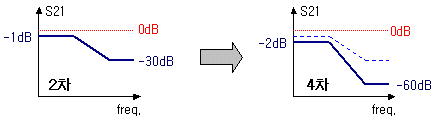 S21
0dB
-1dB
-30dB
2차
freq.
S21
0dB
-2dB
-60dB
4차
freq.